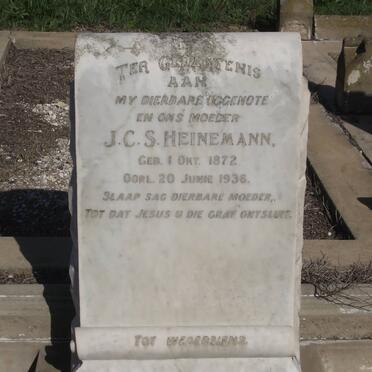 TER GEDAGTENIS
AAN
MY DIERBARE EGGENOTE
EN ONS MOEDER
J.C.S. HEINEMANN,
GEB. 1 OKT. 1872
OORL. 20 JUNIE 1936.
SLAAP SAG DIERBARE MOEDER,
TOT DAT JESUS U DIE GRAF ONTSLUIT.
TOT WEDERSIENS.